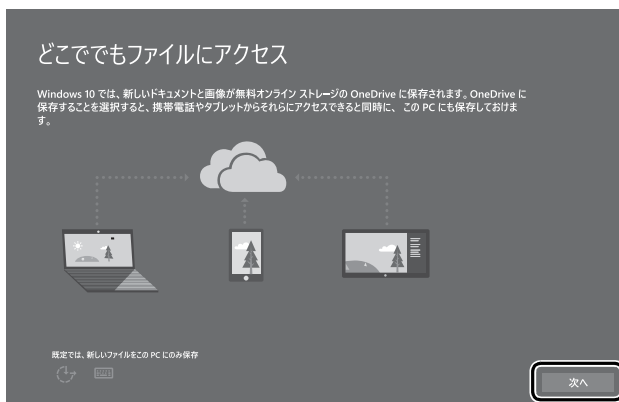 どこででもファイルにアクセス
Windows 10 では、新しいドキュメントと画像が無料オンライン ストレージの OneDrive に保存されます。OneDrive に
保存することを選択すると、携帯電話やタブレットからそれらにアクセスできると同時に、この PC にも保存しておけま
す。
既定では、新しいファイルをこの PC にのみ保存
次へ